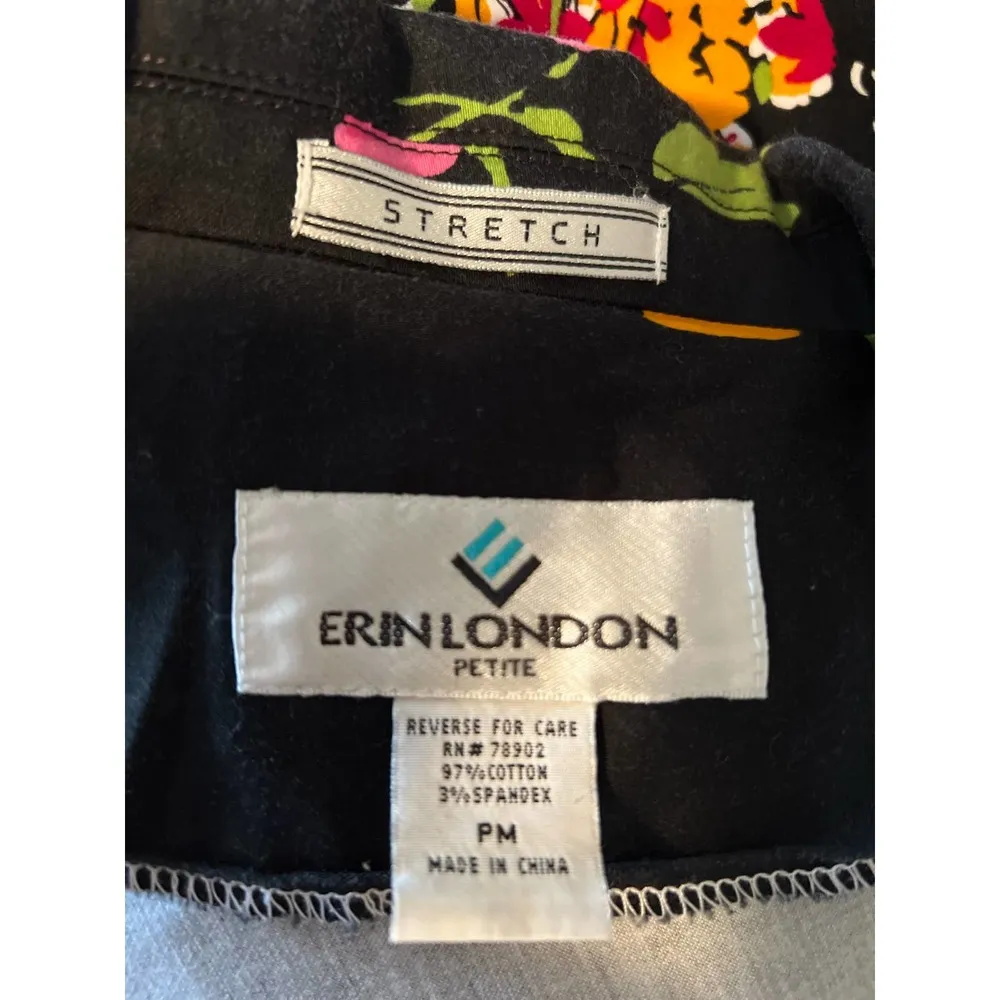 STRETCH
ERIN LONDON
PETITE
REVERSE FOR CARE
RN# 78902
97% COTTON
3% SPANDEX
PM
MADE IN CHINA